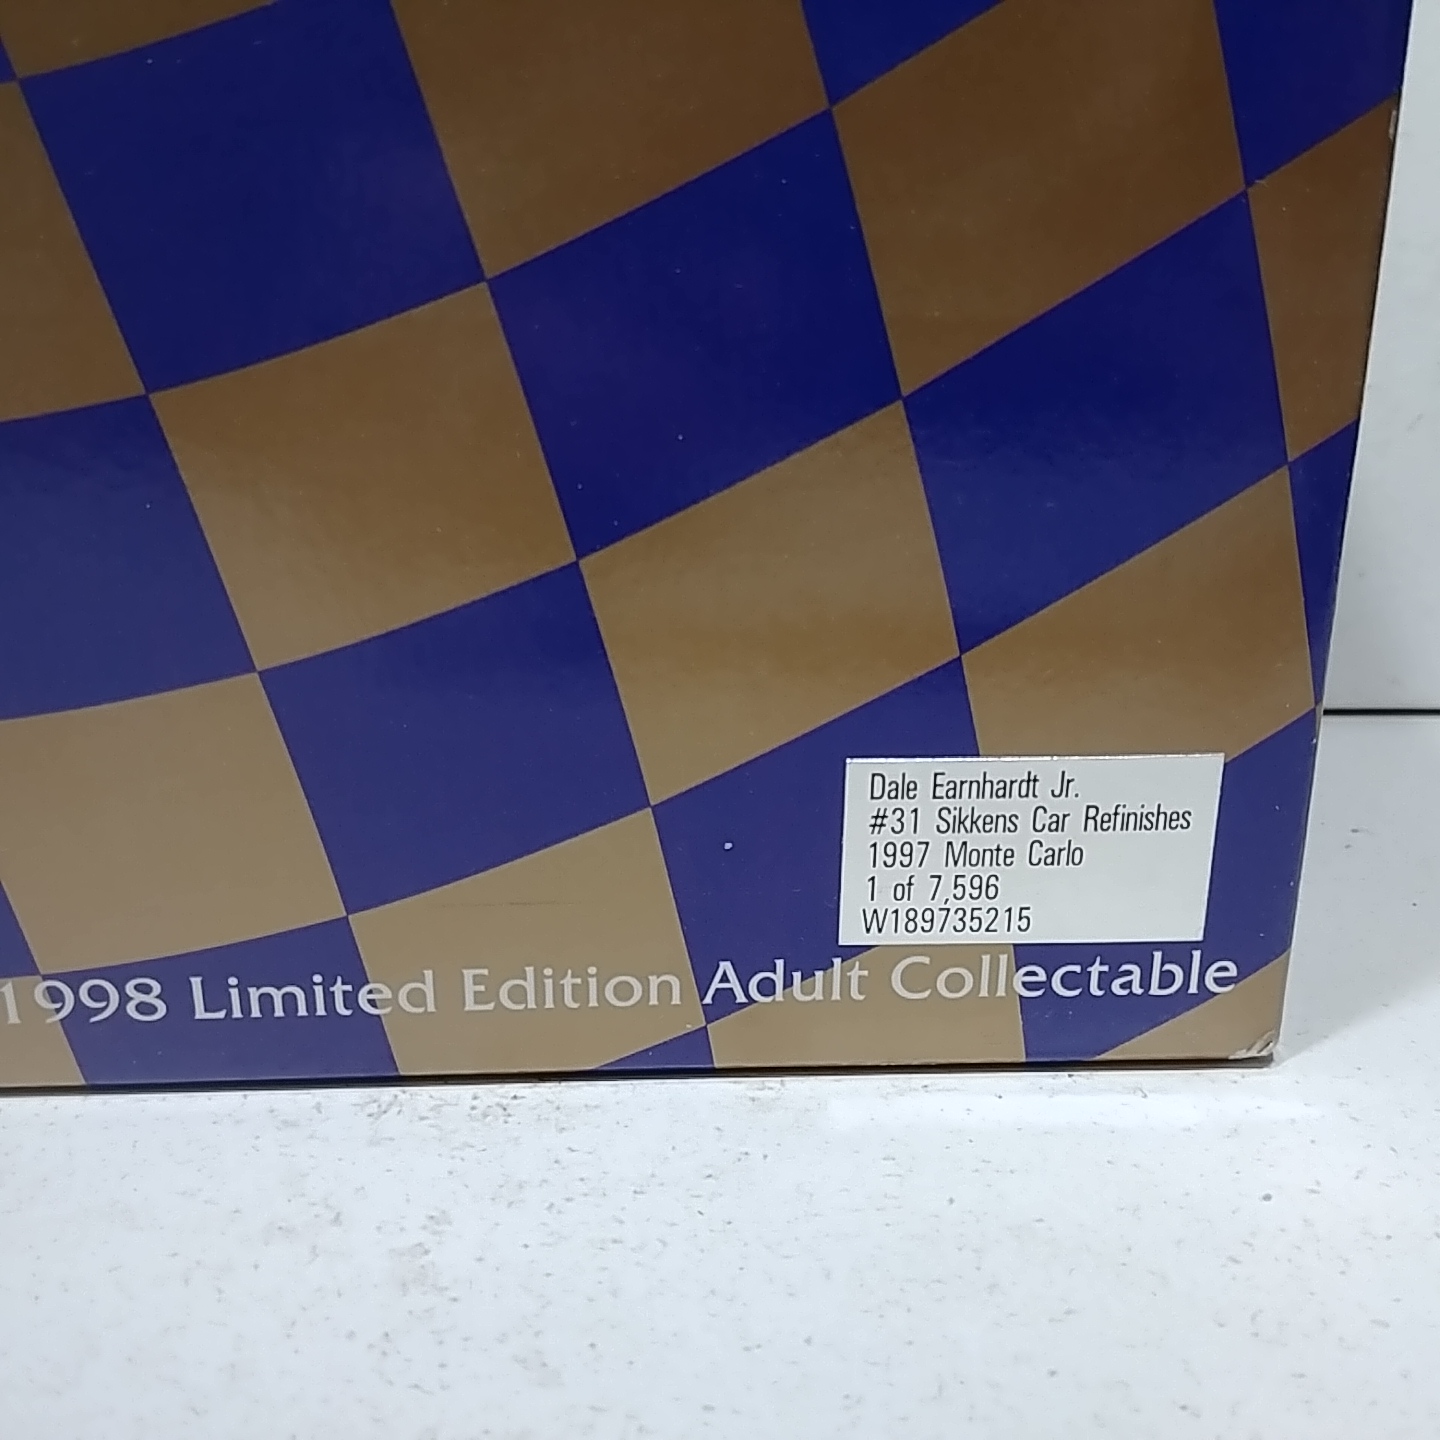 Dale Earnhardt Jr.
#31 Sikkens Car Refinishes
1997 Monte Carlo
1 of 7,596
W189735215
1998 Limited Edition Adult Collectable